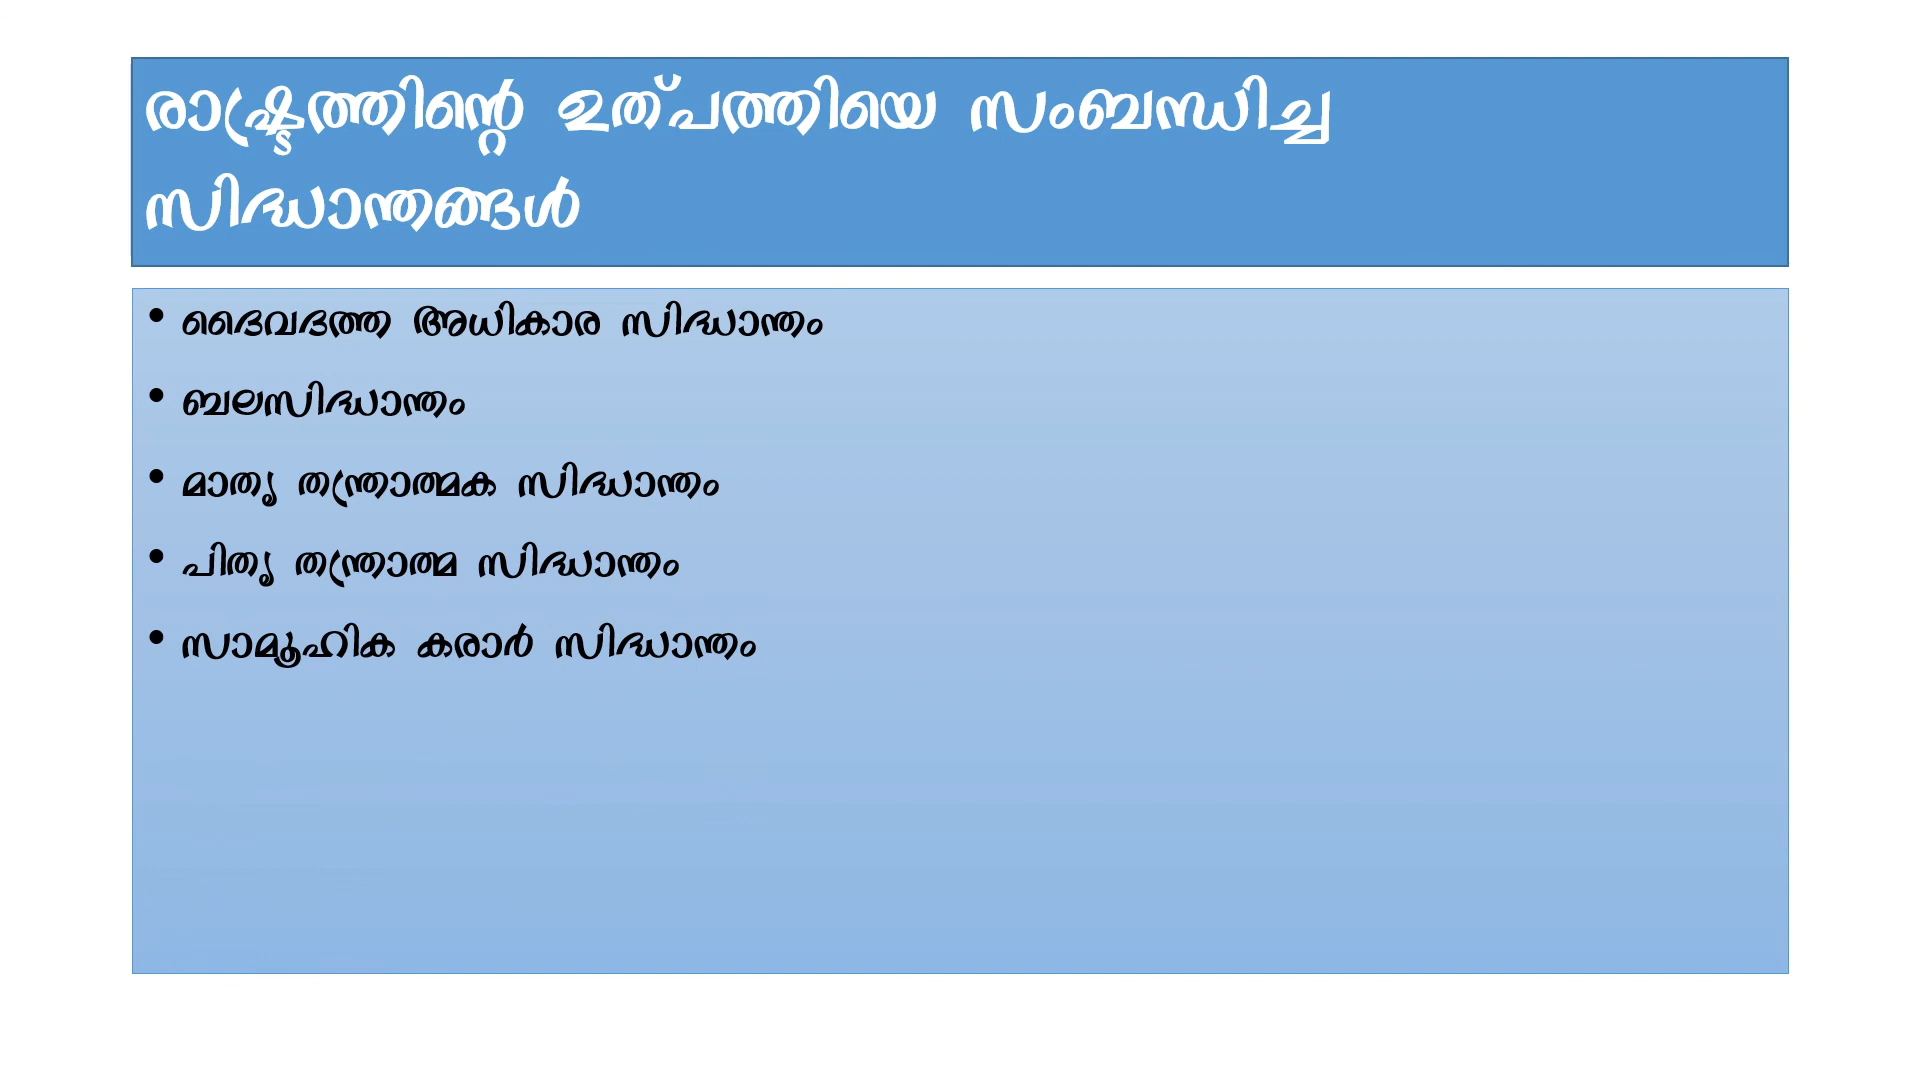 രാഷ്ട്രത്തിന്റെ ഉത്പത്തിയെ സംബന്ധിച്ച
സിദ്ധാന്തങ്ങൾ
• ദൈവദത്ത അധികാര സിദ്ധാന്തം
• ബലസിദ്ധാന്തം
• മാതൃ തന്ത്രാത്മക സിദ്ധാന്തം
• പിതൃ തന്ത്രാത്മ സിദ്ധാന്തം
• സാമൂഹിക കരാർ സിദ്ധാന്തം